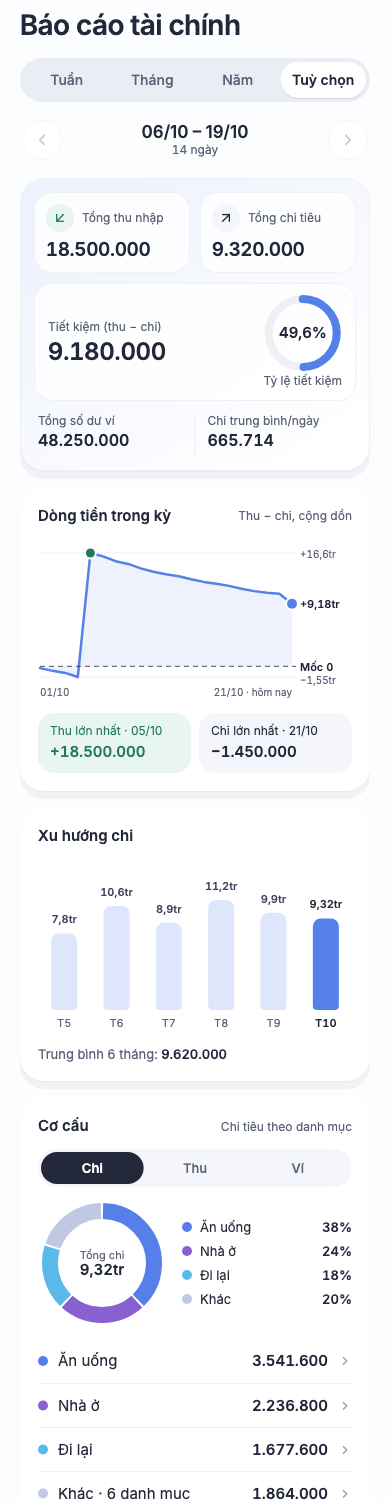 Báo cáo tài chính
Tuần Tháng Năm Tuỳ chọn
06/10 – 19/10
14 ngày
Tổng thu nhập
18.500.000
Tổng chi tiêu
9.320.000
Tiết kiệm (thu − chi)
9.180.000
49,6%
Tỷ lệ tiết kiệm
Tổng số dư ví
48.250.000
Chi trung bình/ngày
665.714
Dòng tiền trong kỳ
Thu − chi, cộng dồn
+16,6tr
+9,18tr
Mốc 0
−1,55tr
01/10
21/10 · hôm nay
Thu lớn nhất · 05/10
+18.500.000
Chi lớn nhất · 21/10
−1.450.000
Xu hướng chi
7,8tr 10,6tr 8,9tr 11,2tr 9,9tr 9,32tr
T5 T6 T7 T8 T9 T10
Trung bình 6 tháng: 9.620.000
Cơ cấu
Chi tiêu theo danh mục
Chi Thu Ví
Tổng chi
9,32tr
Ăn uống 38%
Nhà ở 24%
Đi lại 18%
Khác 20%
Ăn uống 3.541.600
Nhà ở 2.236.800
Đi lại 1.677.600
Khác · 6 danh mục 1.864.000